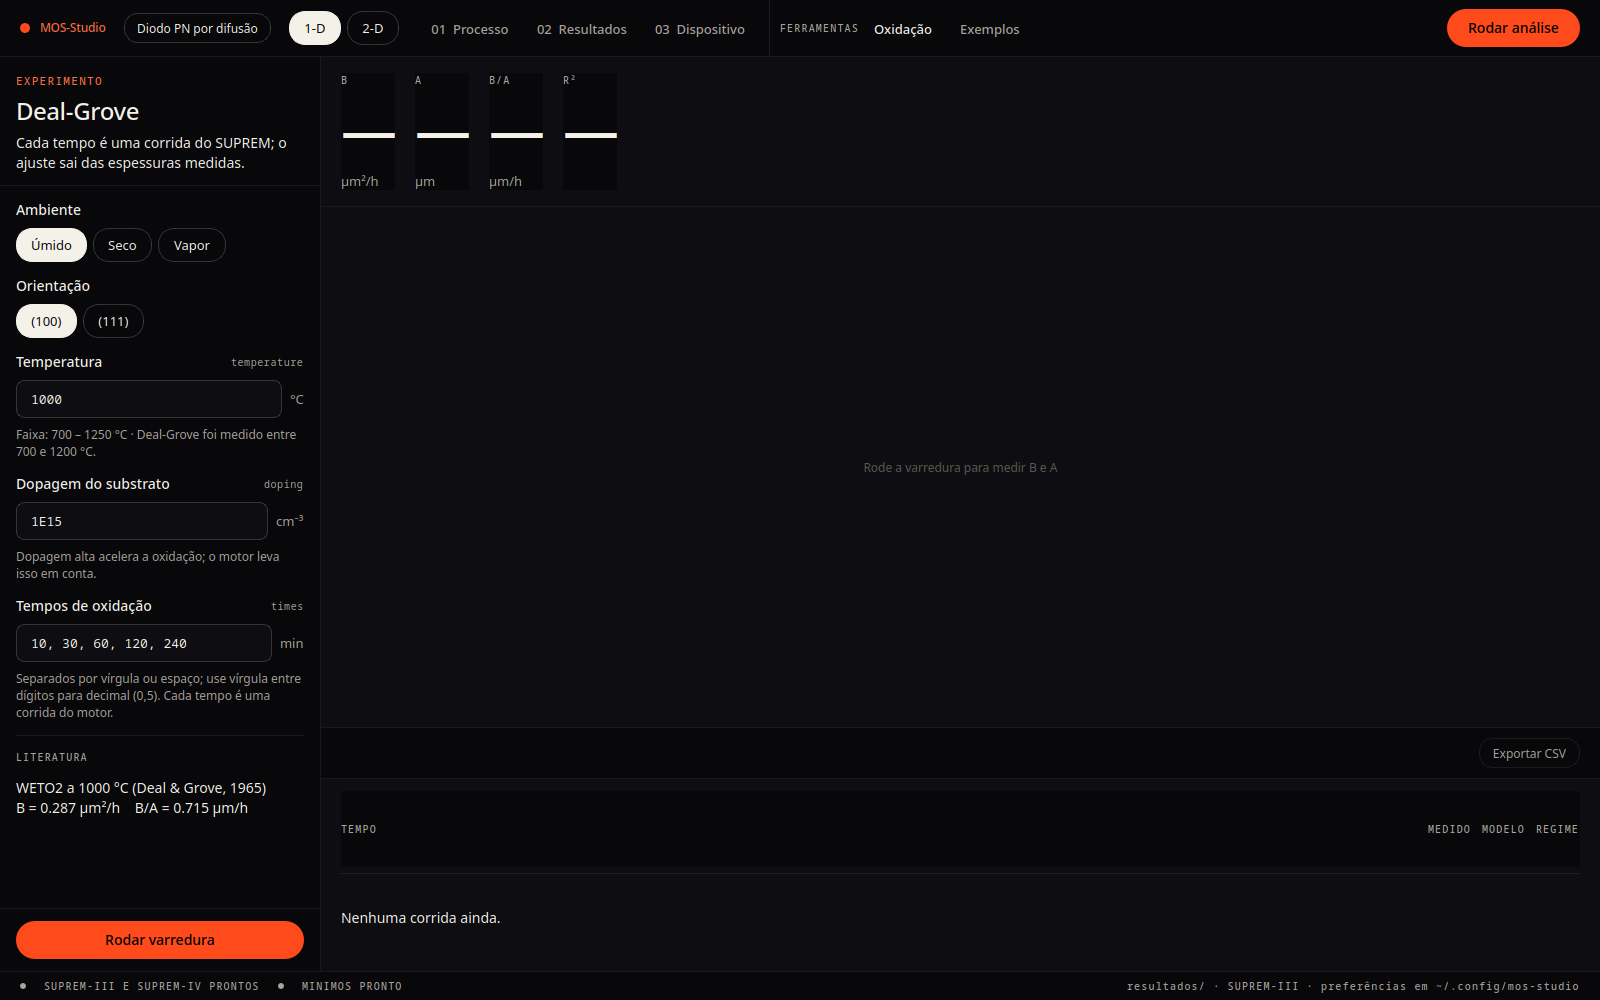 MOS-Studio
Diodo PN por difusão
1-D
2-D
01 Processo
02 Resultados
03 Dispositivo
FERRAMENTAS
Oxidação
Exemplos
Rodar análise
EXPERIMENTO
Deal-Grove
Cada tempo é uma corrida do SUPREM; o
ajuste sai das espessuras medidas.
Ambiente
Úmido
Seco
Vapor
Orientação
(100)
(111)
Temperatura
temperature
1000
°C
Faixa: 700 – 1250 °C · Deal-Grove foi medido entre
700 e 1200 °C.
Dopagem do substrato
doping
1E15
cm⁻³
Dopagem alta acelera a oxidação; o motor leva
isso em conta.
Tempos de oxidação
times
10, 30, 60, 120, 240
min
Separados por vírgula ou espaço; use vírgula entre
dígitos para decimal (0,5). Cada tempo é uma
corrida do motor.
LITERATURA
WETO2 a 1000 °C (Deal & Grove, 1965)
B = 0.287 µm²/h B/A = 0.715 µm/h
Rodar varredura
B
—
µm²/h
A
—
µm
B/A
—
µm/h
R²
—
Rode a varredura para medir B e A
Exportar CSV
TEMPO
MEDIDO
MODELO
REGIME
Nenhuma corrida ainda.
SUPREM-III E SUPREM-IV PRONTOS
MINIMOS PRONTO
resultados/ · SUPREM-III · preferências em ~/.config/mos-studio